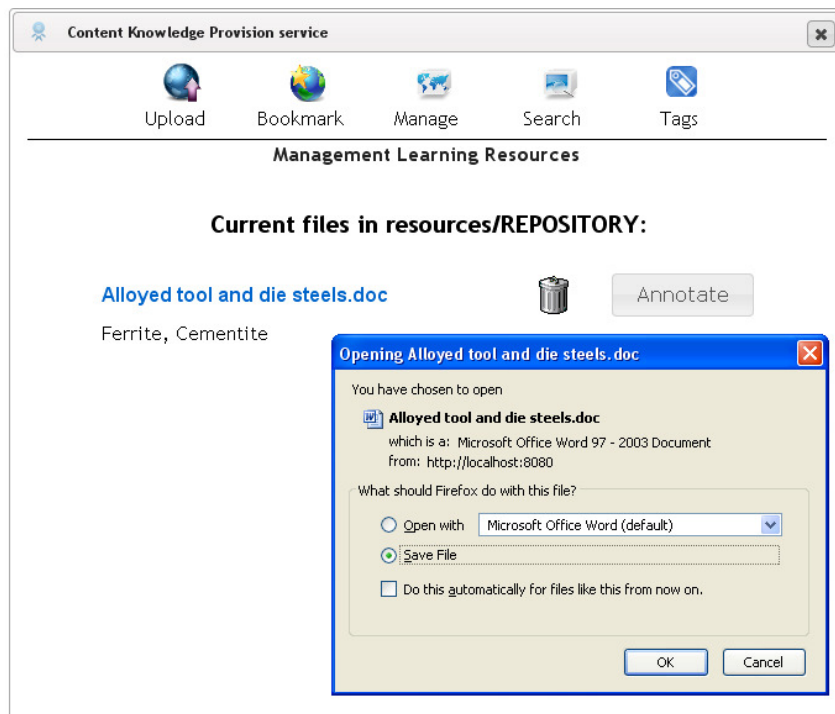 Content Knowledge Provision service
Upload Bookmark Manage Search Tags
Management Learning Resources
Current files in resources/REPOSITORY:
Alloyed tool and die steels.doc Annotate
Ferrite, Cementite
Opening Alloyed tool and die steels.doc
You have chosen to open
Alloyed tool and die steels.doc
which is a: Microsoft Office Word 97 - 2003 Document
from: http://localhost:8080
What should Firefox do with this file?
Open with Microsoft Office Word (default)
Save File
Do this automatically for files like this from now on.
OK Cancel